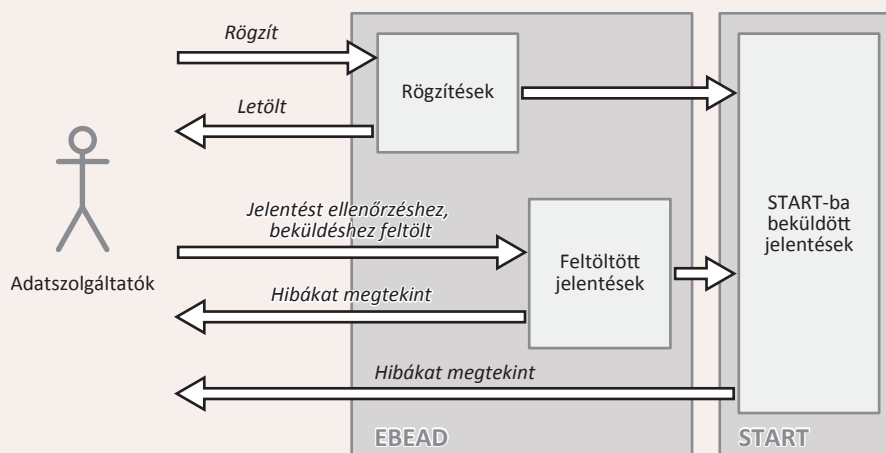 Rögzít
Rögzítések
Letölt
Jelentést ellenőrzéshez,
beküldéshez feltölt
START-ba
beküldött
jelentések
Adatszolgáltatók
Feltöltött
jelentések
Hibákat megtekint
Hibákat megtekint
EBEAD
START